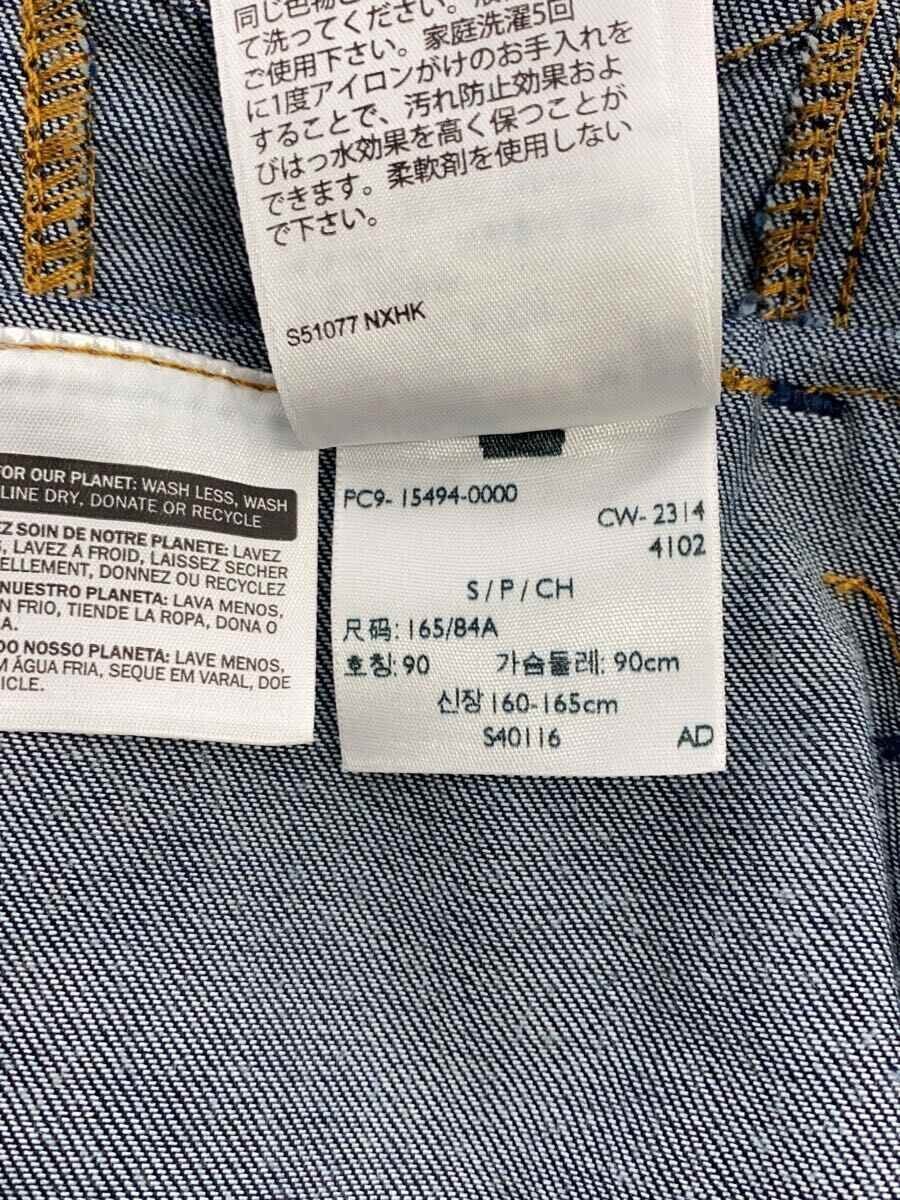 同じ色物と
て洗ってください。
ご使用下さい。家庭洗濯5回
に1度アイロンがけのお手入れを
することで、汚れ防止効果およ
びはっ水効果を高く保つことが
できます。柔軟剤を使用しない
で下さい。
S51077 NXHK
FOR OUR PLANET: WASH LESS, WASH
LINE DRY, DONATE OR RECYCLE
EZ SOIN DE NOTRE PLANETE: LAVEZ
S, LAVEZ A FROID, LAISSEZ SECHER
ELLEMENT, DONNEZ OU RECYCLEZ
NUESTRO PLANETA: LAVA MENOS,
N FRIO, TIENDE LA ROPA, DONA O
A.
DO NOSSO PLANETA: LAVE MENOS,
M ÁGUA FRIA, SEQUE EM VARAL, DOE
ICLE.
PC9-15494-0000
CW-2314
4102
S/P/CH
尺码: 165/84A
호칭: 90 가슴둘레: 90cm
신장 160-165cm
S40116 AD